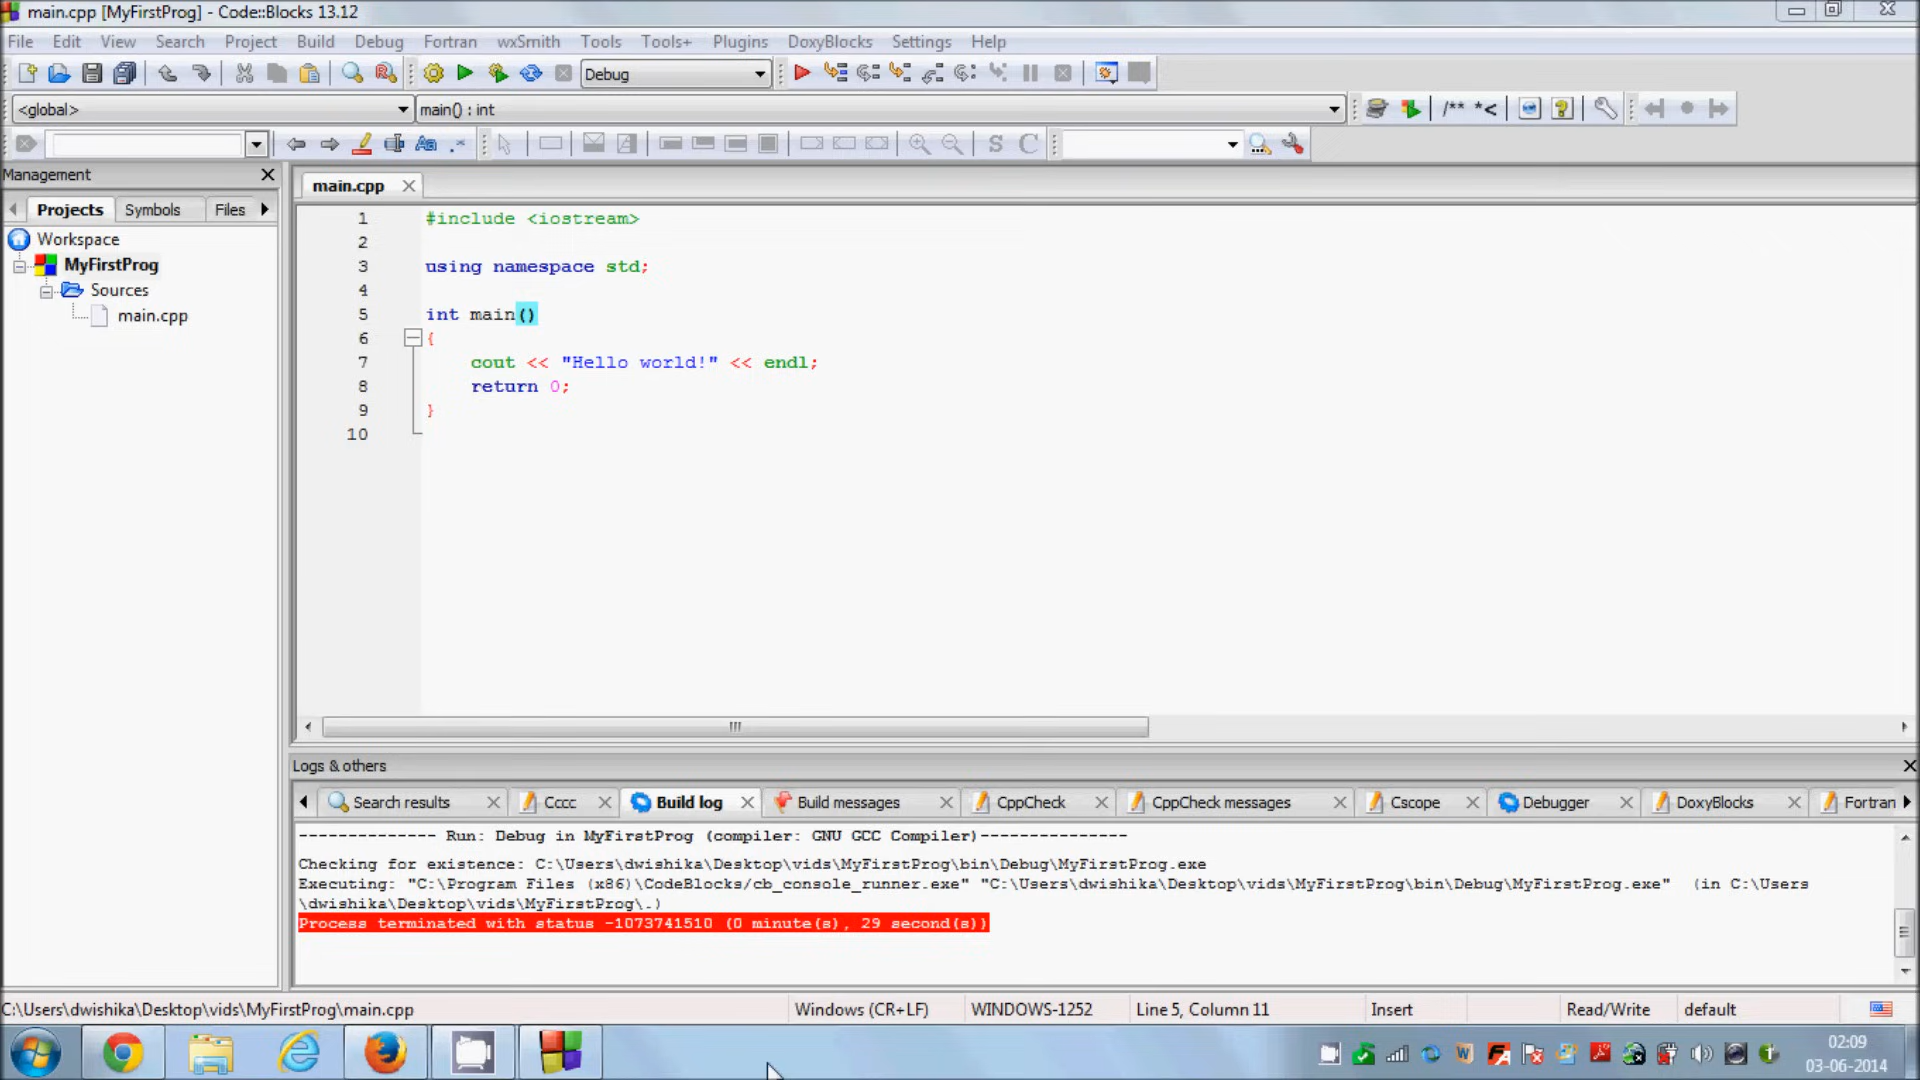 main.cpp [MyFirstProg] - Code::Blocks 13.12
File Edit View Search Project Build Debug Fortran wxSmith Tools Tools+ Plugins DoxyBlocks Settings Help
Debug
<global> main() : int /** *<
Aa .* S C
Management
Projects Symbols Files
main.cpp
Workspace
MyFirstProg
Sources
main.cpp
1 #include <iostream>
2
3 using namespace std;
4
5 int main()
6 {
7 cout << "Hello world!" << endl;
8 return 0;
9 }
10
Logs & others
Search results Cccc Build log Build messages CppCheck CppCheck messages Cscope Debugger DoxyBlocks Fortran
-------------- Run: Debug in MyFirstProg (compiler: GNU GCC Compiler)---------------
Checking for existence: C:\Users\dwishika\Desktop\vids\MyFirstProg\bin\Debug\MyFirstProg.exe
Executing: "C:\Program Files (x86)\CodeBlocks/cb_console_runner.exe" "C:\Users\dwishika\Desktop\vids\MyFirstProg\bin\Debug\MyFirstProg.exe"  (in C:\Users
\dwishika\Desktop\vids\MyFirstProg\.)
Process terminated with status -1073741510 (0 minute(s), 29 second(s))
C:\Users\dwishika\Desktop\vids\MyFirstProg\main.cpp Windows (CR+LF) WINDOWS-1252 Line 5, Column 11 Insert Read/Write default
02:09
03-06-2014